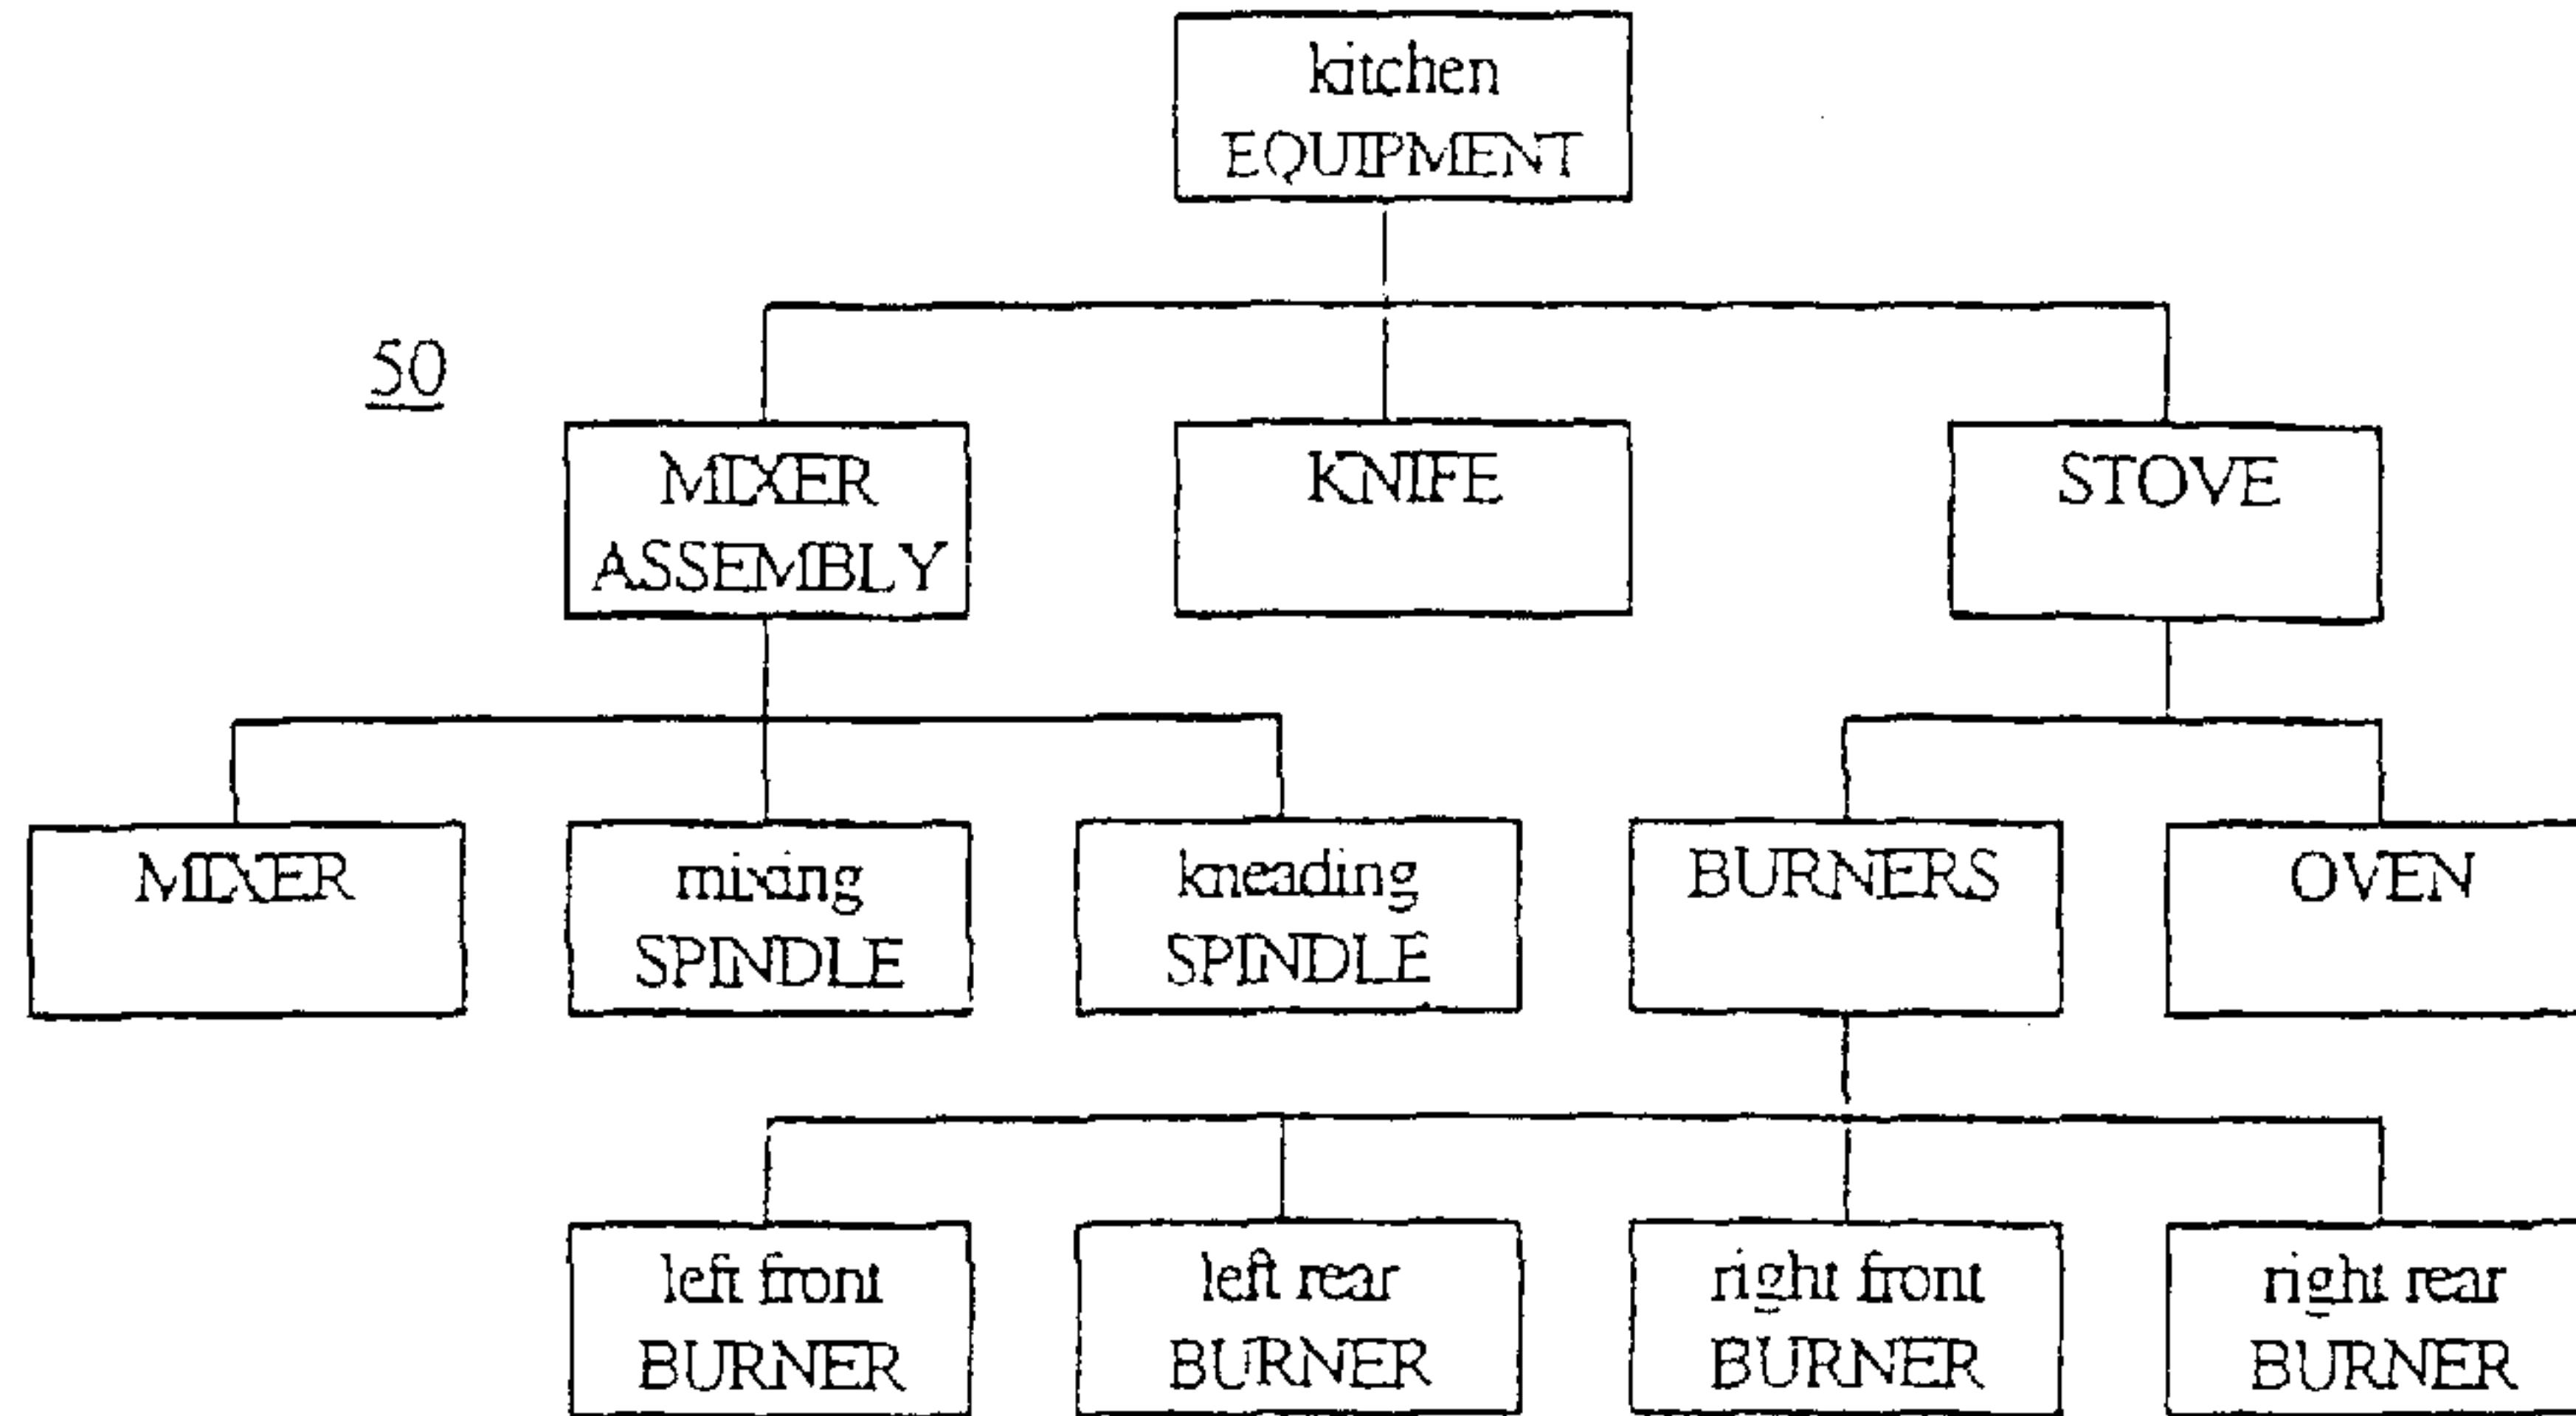 kitchen
EQUIPMENT
50
MIXER
ASSEMBLY
KNIFE
STOVE
MIXER
mixing
SPINDLE
kneading
SPINDLE
BURNERS
OVEN
left front
BURNER
left rear
BURNER
right front
BURNER
right rear
BURNER